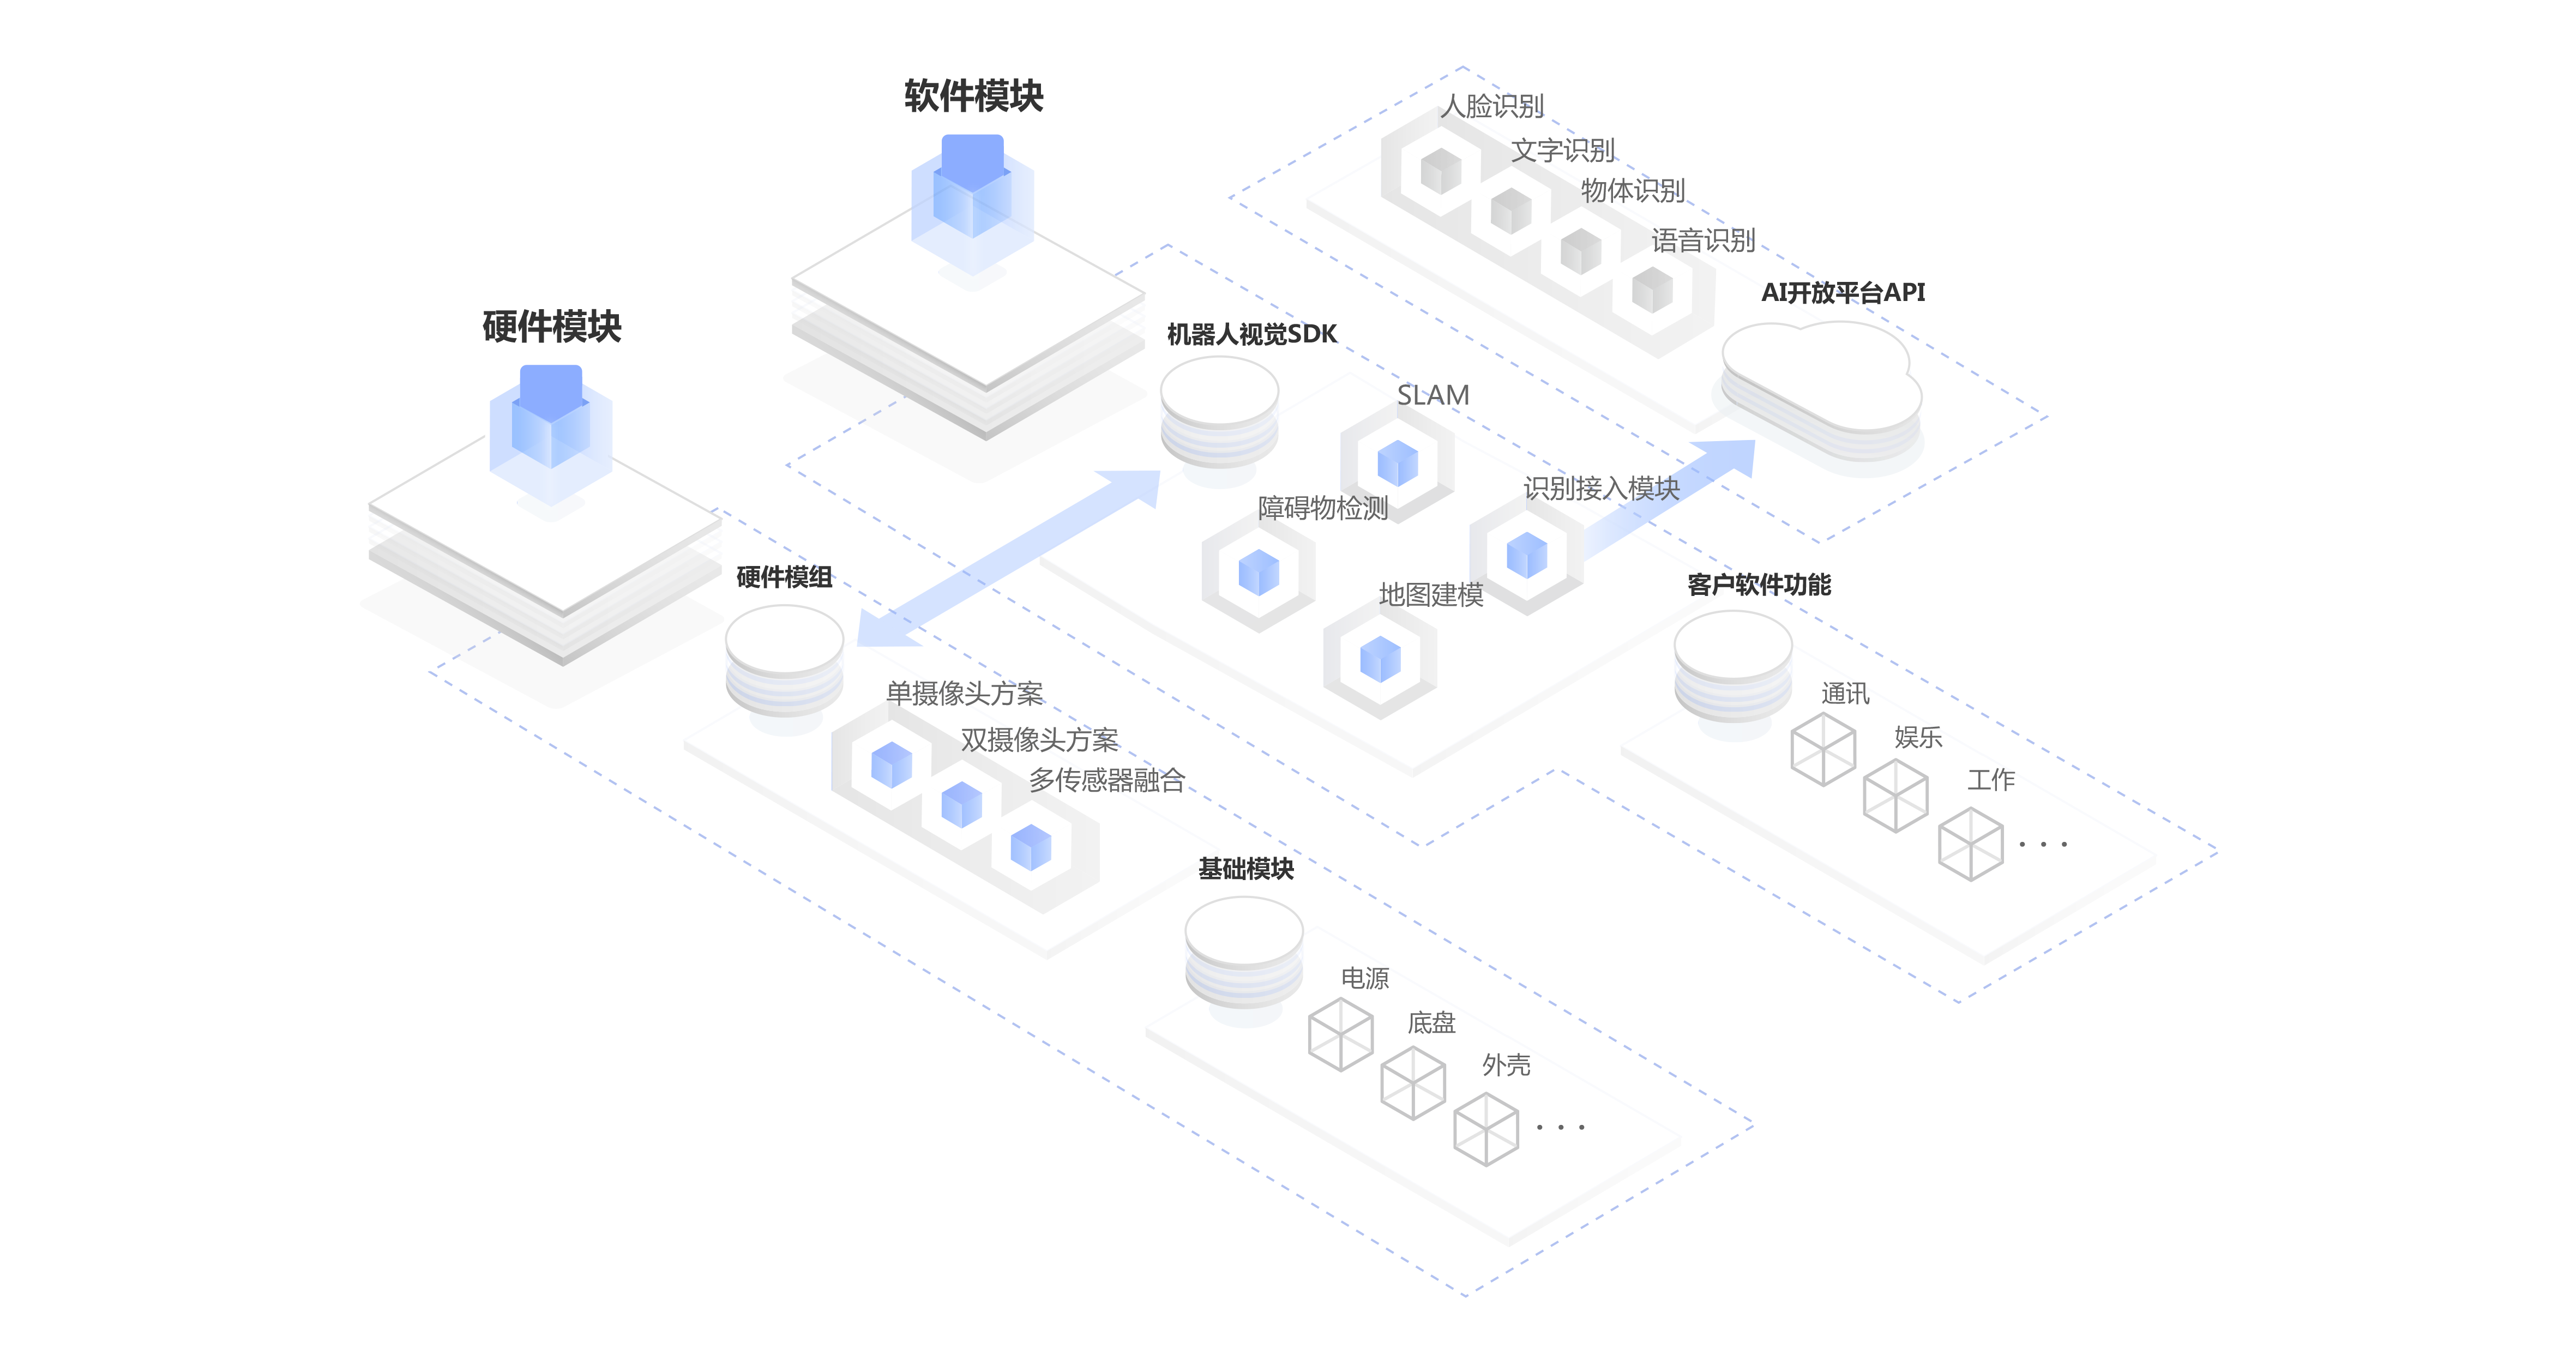 软件模块
人脸识别
文字识别
物体识别
语音识别
AI开放平台API
硬件模块
机器人视觉SDK
SLAM
识别接入模块
障碍物检测
地图建模
硬件模组
客户软件功能
单摄像头方案
双摄像头方案
多传感器融合
通讯
娱乐
工作
···
基础模块
电源
底盘
外壳
···